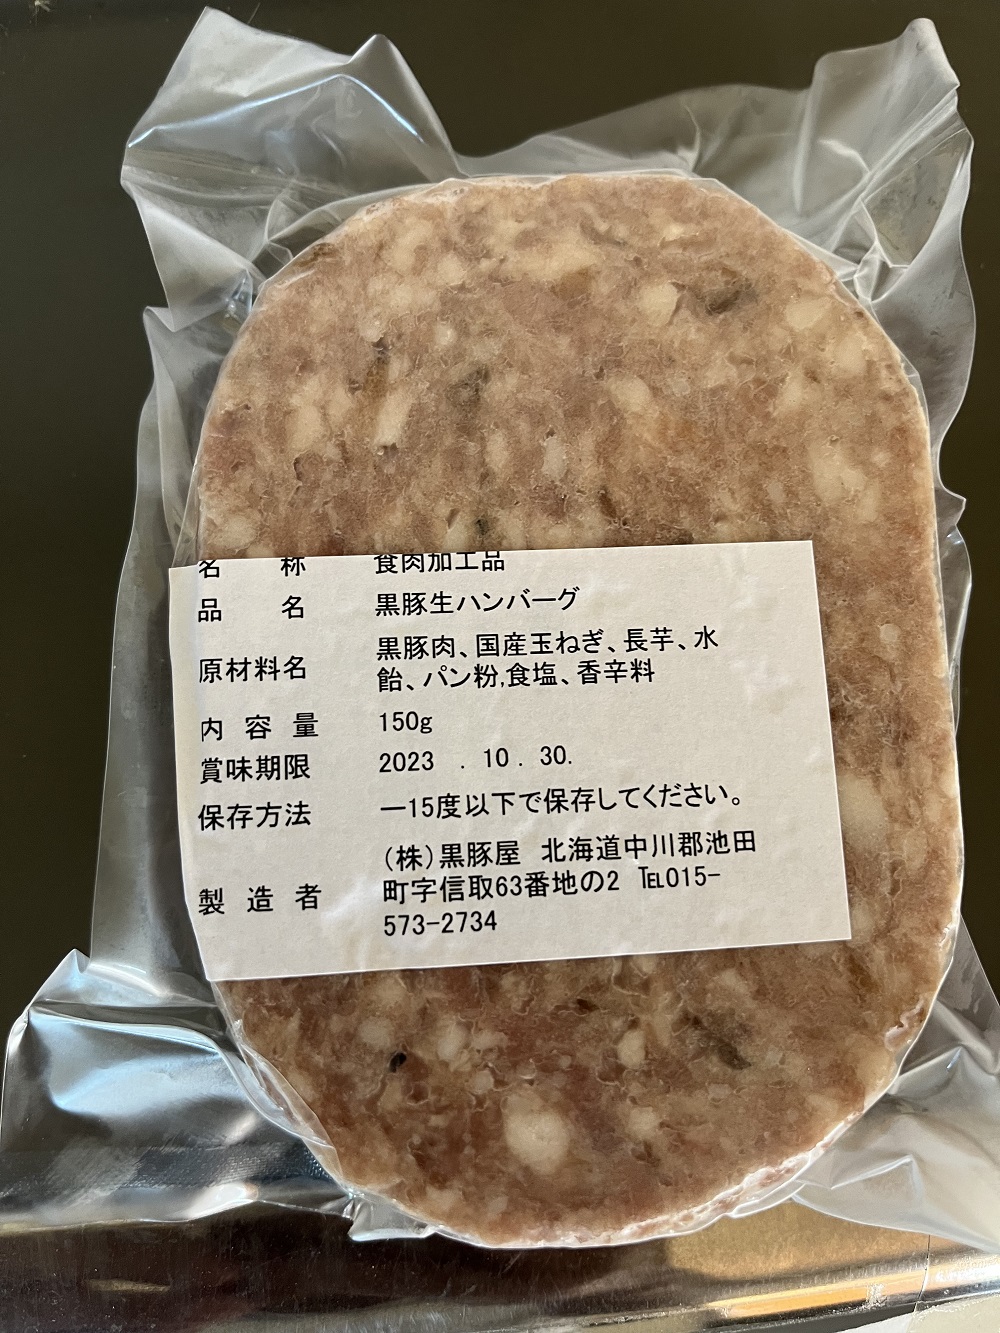 名称 食肉加工品
品名 黒豚生ハンバーグ
原材料名 黒豚肉、国産玉ねぎ、長芋、水
飴、パン粉,食塩、香辛料
内容量 150g
賞味期限 2023 . 10 . 30.
保存方法 ー15度以下で保存してください。
製造者 (株)黒豚屋 北海道中川郡池田
町字信取63番地の2 ℡015-
573-2734